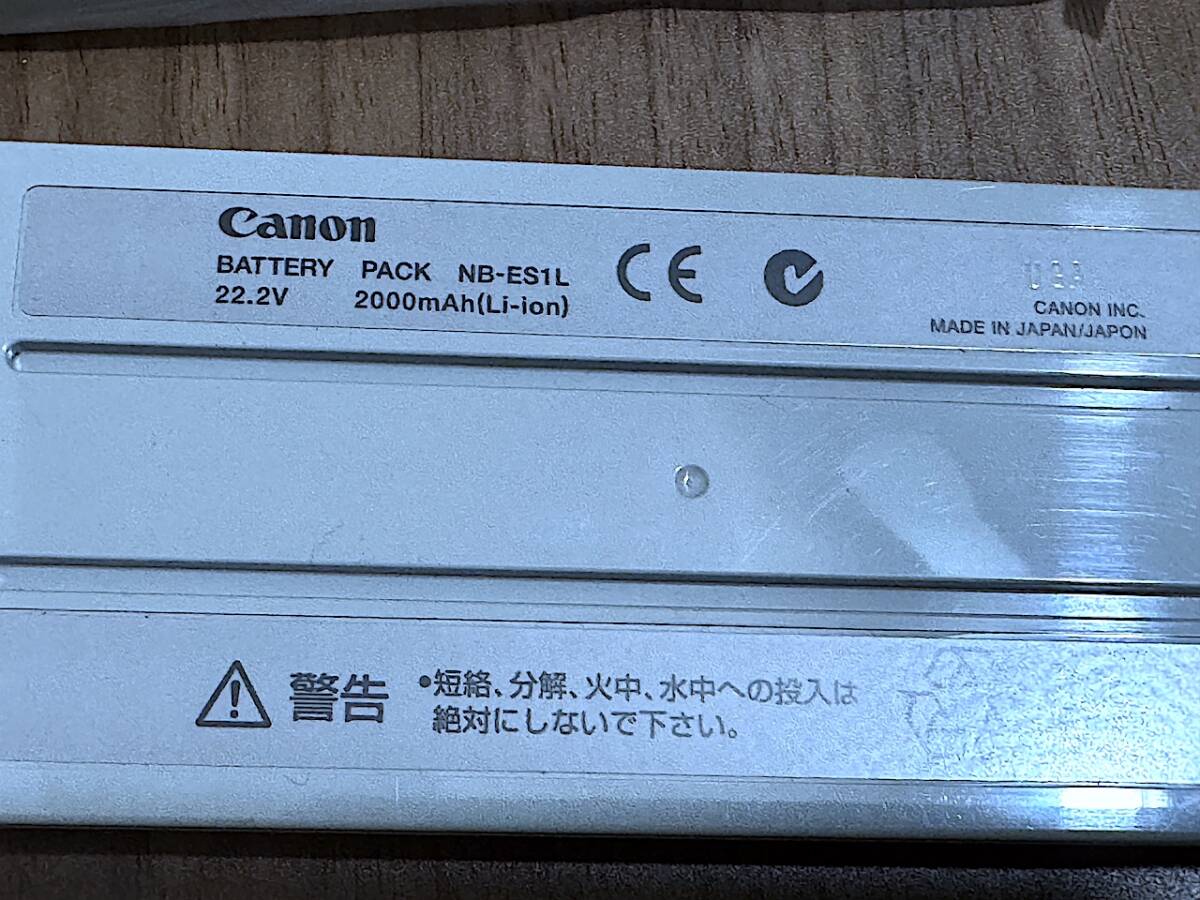 Canon
BATTERY PACK NB-ES1L
22.2V 2000mAh(Li-ion)
CE
CANON INC.
MADE IN JAPAN/JAPON
警告
•短絡、分解、火中、水中への投入は
絶対にしないで下さい。